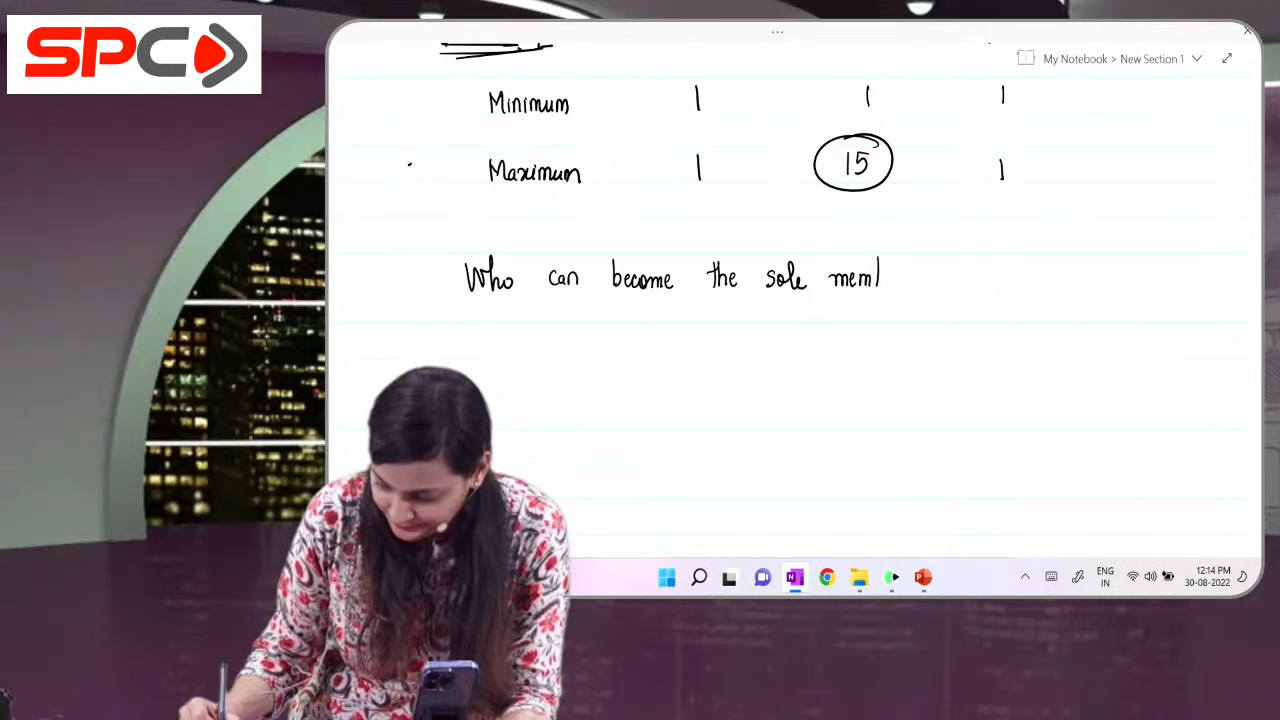 SPC
My Notebook > New Section 1
Minimum 1 1 1
Maximum 1 15 1
Who can become the sole meml
ENG
IN
12:14 PM
30-08-2022